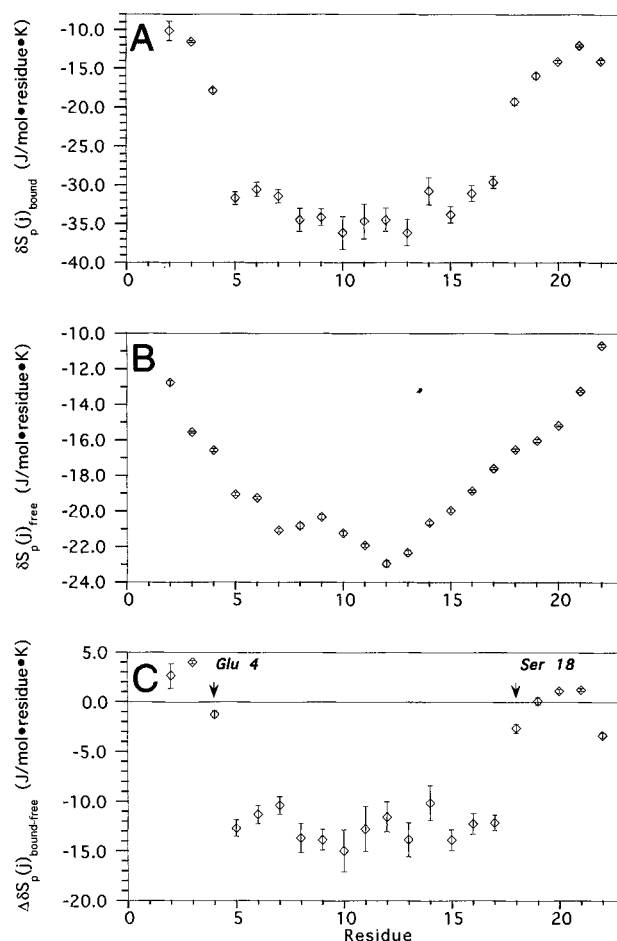 A
δS_p(j)_bound (J/mol•residue•K)
-10.0
-15.0
-20.0
-25.0
-30.0
-35.0
-40.0
0 5 10 15 20
B
δS_p(j)_free (J/mol•residue•K)
-10.0
-12.0
-14.0
-16.0
-18.0
-20.0
-22.0
-24.0
0 5 10 15 20
C
Glu 4
Ser 18
ΔδS_p(j)_bound-free (J/mol•residue•K)
5.0
0.0
-5.0
-10.0
-15.0
-20.0
0 5 10 15 20
Residue